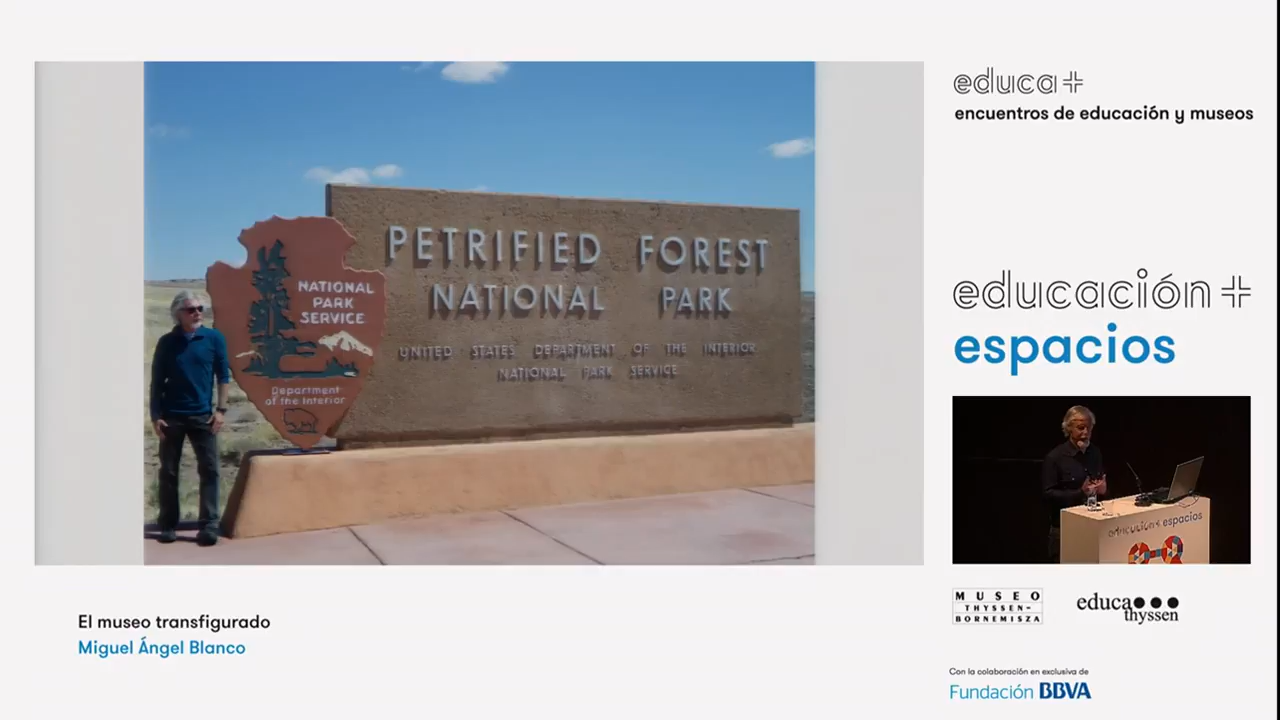 PETRIFIED FOREST
NATIONAL PARK
UNITED STATES DEPARTMENT OF THE INTERIOR
NATIONAL PARK SERVICE
NATIONAL
PARK
SERVICE
Department
of the Interior
El museo transfigurado
Miguel Ángel Blanco
educa+
encuentros de educación y museos
educación+
espacios
educación+ espacios
MUSEO
THYSSEN-
BORNEMISZA
educa
thyssen
Con la colaboración en exclusiva de
Fundación BBVA